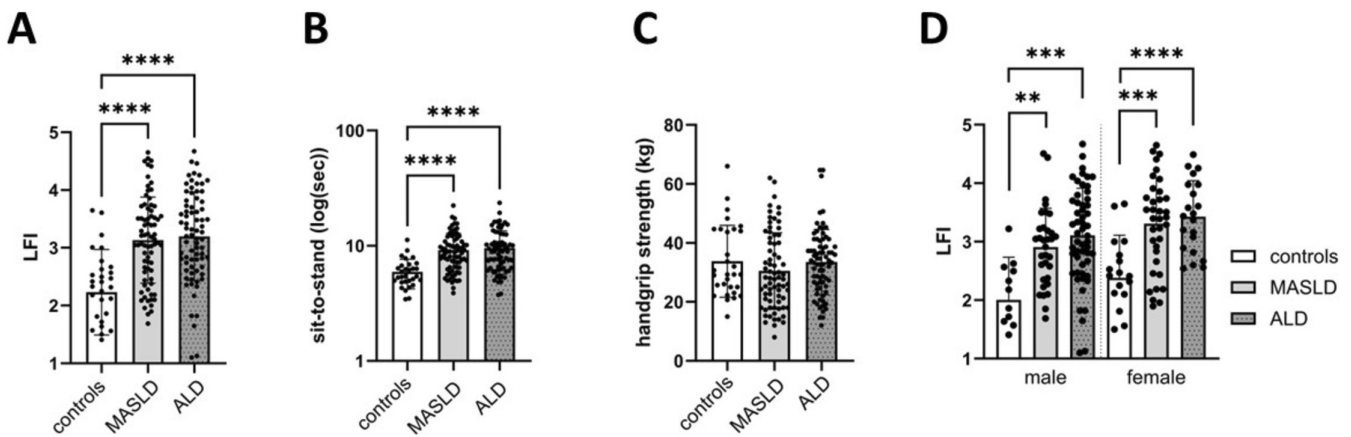 A
B
C
D
****
****
LFI
5
4
3
2
1
controls
MASLD
ALD
****
****
sit-to-stand (log(sec))
100
10
1
controls
MASLD
ALD
handgrip strength (kg)
80
60
40
20
0
controls
MASLD
ALD
***
**
****
***
LFI
5
4
3
2
1
male
female
controls
MASLD
ALD